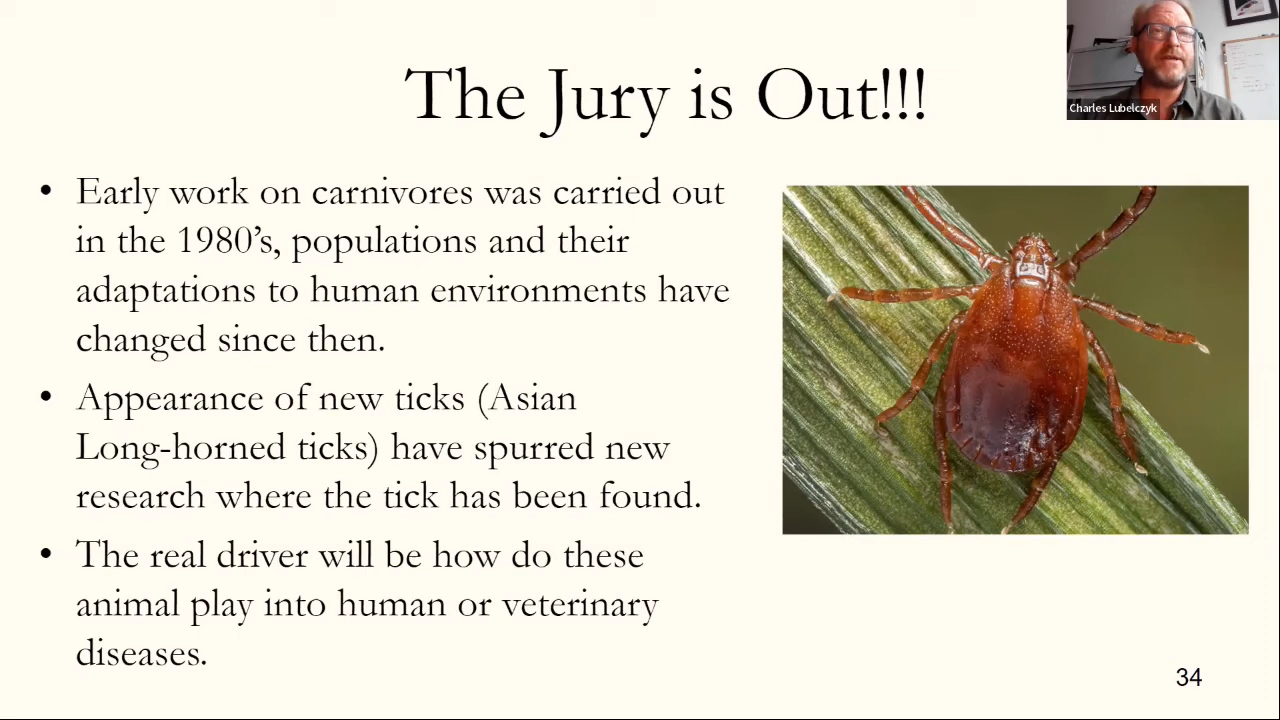 The Jury is Out!!!
Charles Lubelczyk
• Early work on carnivores was carried out
in the 1980’s, populations and their
adaptations to human environments have
changed since then.
• Appearance of new ticks (Asian
Long-horned ticks) have spurred new
research where the tick has been found.
• The real driver will be how do these
animal play into human or veterinary
diseases.
34